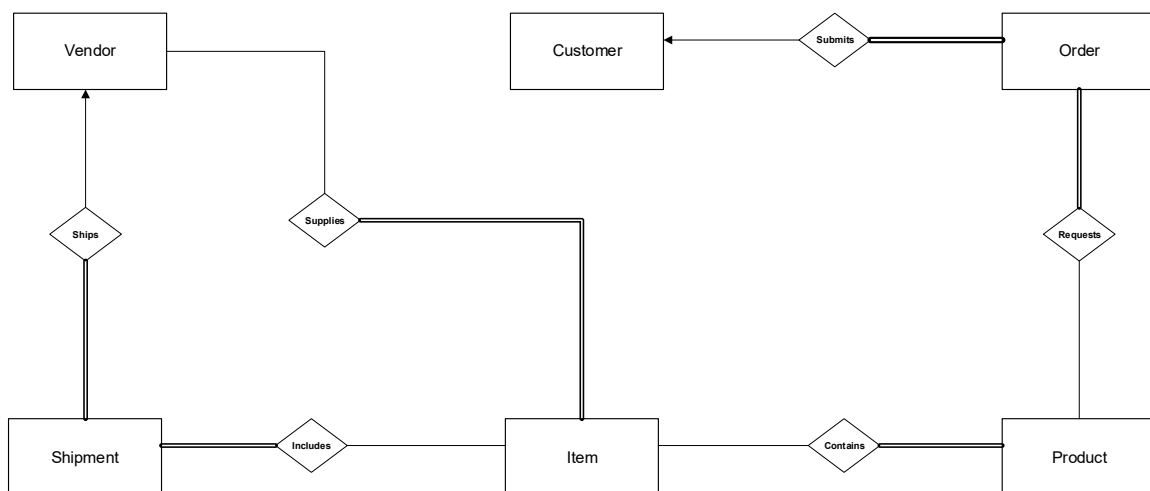 Vendor
Customer
Submits
Order
Ships
Supplies
Requests
Shipment
Includes
Item
Contains
Product